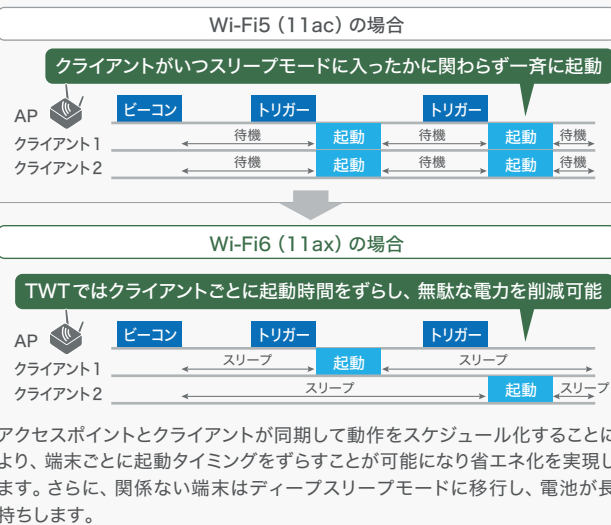 Wi-Fi5（11ac）の場合
クライアントがいつスリープモードに入ったかに関わらず一斉に起動
AP ビーコン トリガー トリガー
クライアント1 待機 起動 待機 起動 待機
クライアント2 待機 起動 待機 起動 待機
Wi-Fi6（11ax）の場合
TWTではクライアントごとに起動時間をずらし、無駄な電力を削減可能
AP ビーコン トリガー トリガー
クライアント1 スリープ 起動 スリープ
クライアント2 スリープ 起動 スリープ
アクセスポイントとクライアントが同期して動作をスケジュール化することに
より、端末ごとに起動タイミングをずらすことが可能になり省エネ化を実現し
ます。さらに、関係ない端末はディープスリープモードに移行し、電池が長
持ちします。